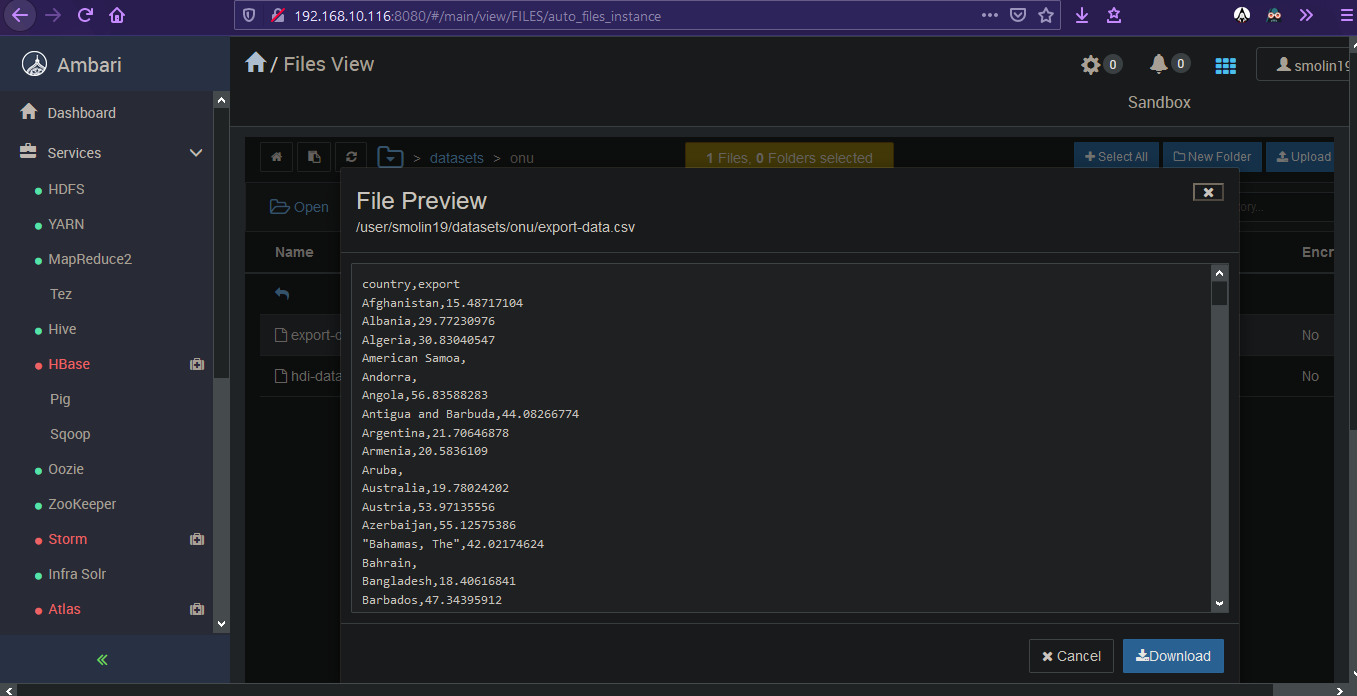 192.168.10.116:8080/#/main/view/FILES/auto_files_instance
Ambari
/ Files View
0
0
smolin19
Sandbox
Dashboard
Services
HDFS
YARN
MapReduce2
Tez
Hive
HBase
Pig
Sqoop
Oozie
ZooKeeper
Storm
Infra Solr
Atlas
> datasets > onu
1 Files, 0 Folders selected
Select All
New Folder
Upload
Open
Name
Encr
export-d
No
hdi-data
No
File Preview
/user/smolin19/datasets/onu/export-data.csv
country,export
Afghanistan,15.48717104
Albania,29.77230976
Algeria,30.83040547
American Samoa,
Andorra,
Angola,56.83588283
Antigua and Barbuda,44.08266774
Argentina,21.70646878
Armenia,20.5836109
Aruba,
Australia,19.78024202
Austria,53.97135556
Azerbaijan,55.12575386
"Bahamas, The",42.02174624
Bahrain,
Bangladesh,18.40616841
Barbados,47.34395912
Cancel
Download